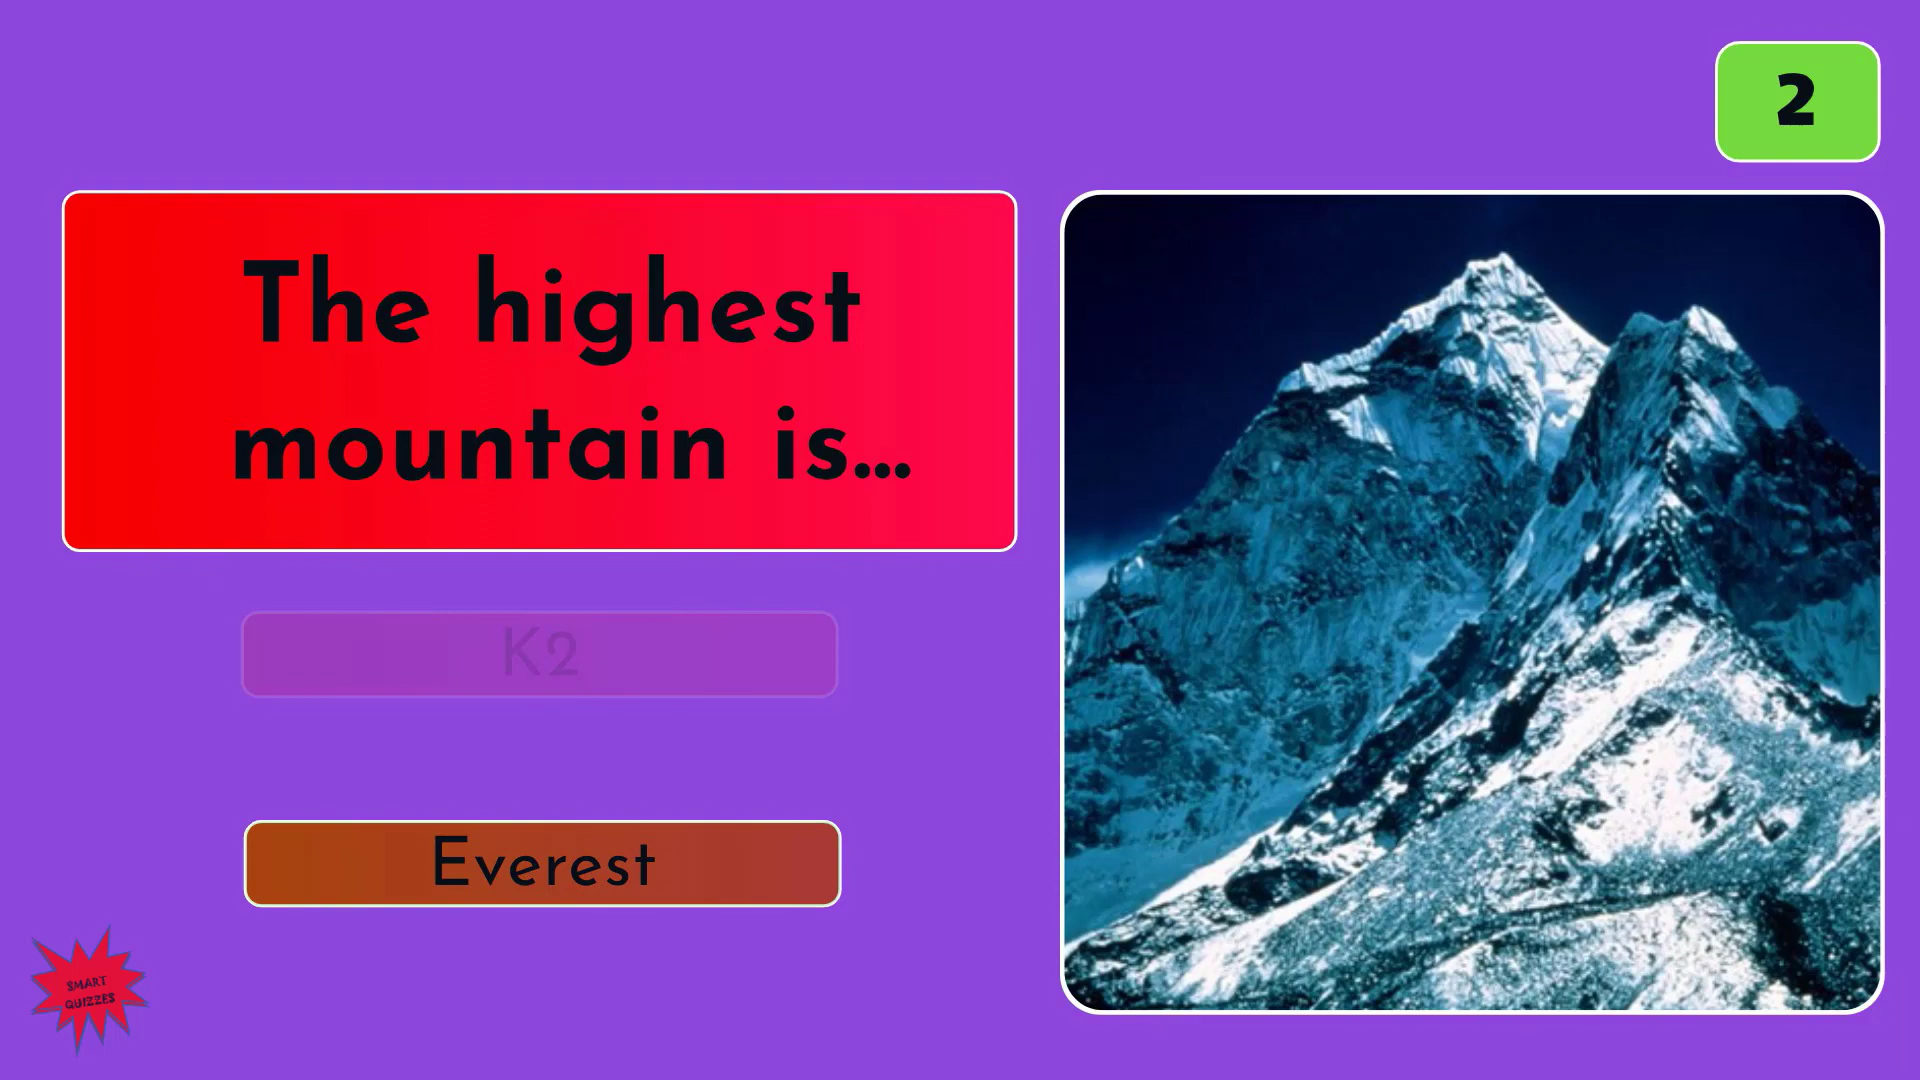 2
The highest
mountain is...
K2
Everest
SMART
QUIZZES